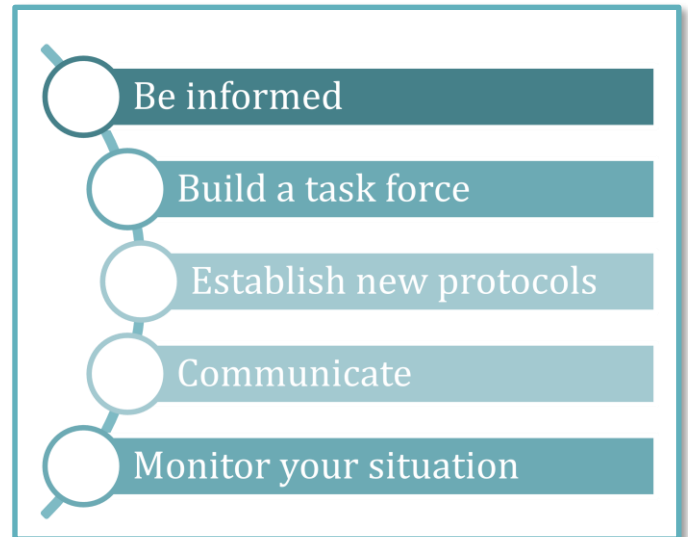 Be informed
Build a task force
Establish new protocols
Communicate
Monitor your situation